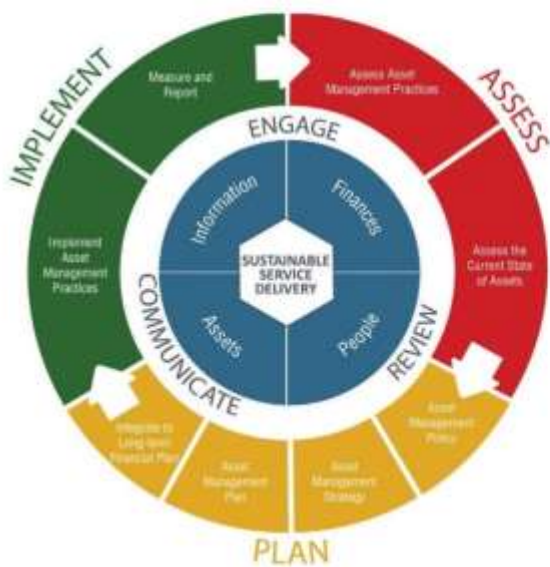 IMPLEMENT
Measure and
Report
Implement
Asset
Management
Practices
ASSESS
Assess Asset
Management Practices
Assess the
Current State
of Assets
PLAN
Asset
Management
Policy
Asset
Management
Strategy
Asset
Management
Plan
Integrate to
Long-term
Financial Plan
ENGAGE
REVIEW
COMMUNICATE
Information
Finances
People
Assets
SUSTAINABLE
SERVICE
DELIVERY